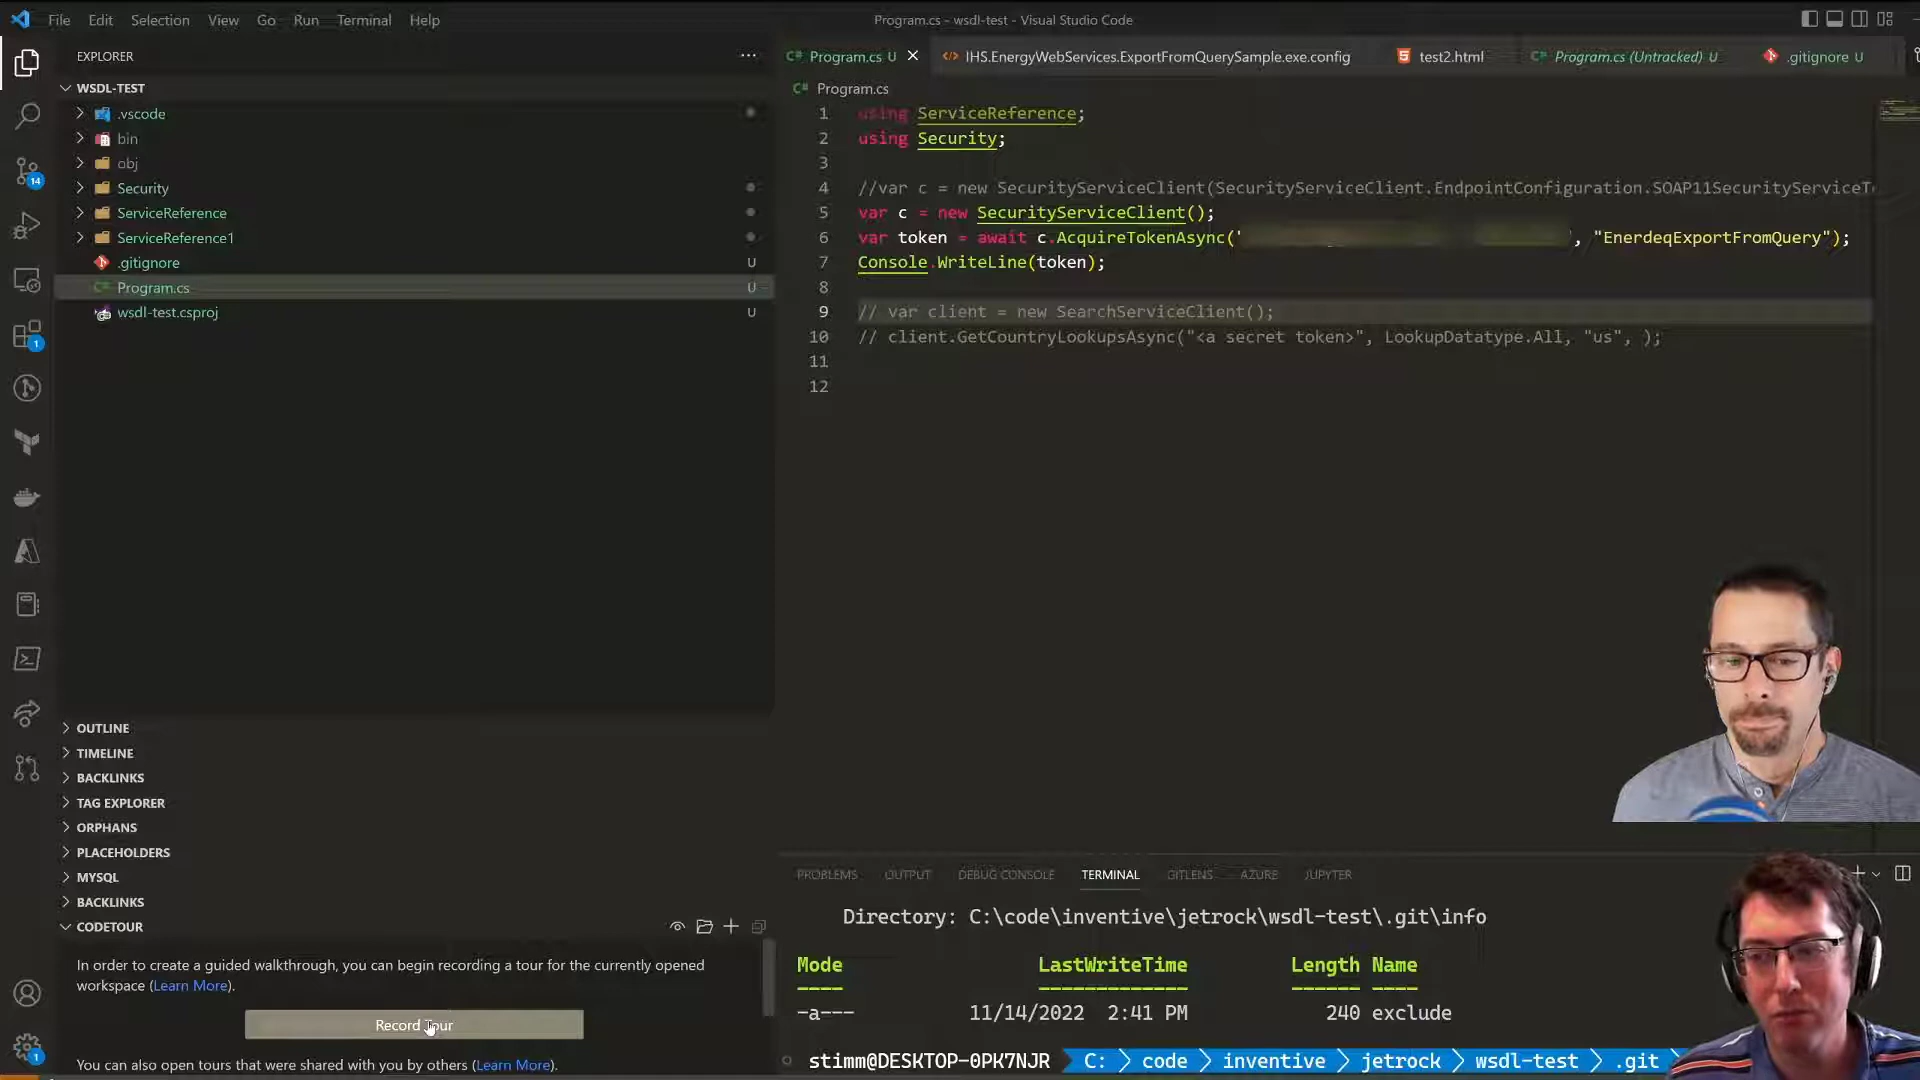 File Edit Selection View Go Run Terminal Help
Program.cs - wsdl-test - Visual Studio Code
EXPLORER
WSDL-TEST
.vscode
bin
obj
Security
ServiceReference
ServiceReference1
.gitignore U
Program.cs U
wsdl-test.csproj U
14
1
1
OUTLINE
TIMELINE
BACKLINKS
TAG EXPLORER
ORPHANS
PLACEHOLDERS
MYSQL
BACKLINKS
CODETOUR
In order to create a guided walkthrough, you can begin recording a tour for the currently opened
workspace (Learn More).
Record Tour
You can also open tours that were shared with you by others (Learn More).
Program.cs U IHS.EnergyWebServices.ExportFromQuerySample.exe.config test2.html Program.cs (Untracked) U .gitignore U
Program.cs
1 using ServiceReference;
2 using Security;
3
4 //var c = new SecurityServiceClient(SecurityServiceClient.EndpointConfiguration.SOAP11SecurityServiceT
5 var c = new SecurityServiceClient();
6 var token = await c.AcquireTokenAsync(" ", "EnerdeqExportFromQuery");
7 Console.WriteLine(token);
8
9 // var client = new SearchServiceClient();
10 // client.GetCountryLookupsAsync("<a secret token>", LookupDatatype.All, "us", );
11
12
PROBLEMS OUTPUT DEBUG CONSOLE TERMINAL GITLENS AZURE JUPYTER
Directory: C:\code\inventive\jetrock\wsdl-test\.git\info
Mode LastWriteTime Length Name
---- ------------- ------ ----
-a--- 11/14/2022 2:41 PM 240 exclude
stimm@DESKTOP-0PK7NJR C: code inventive jetrock wsdl-test .git